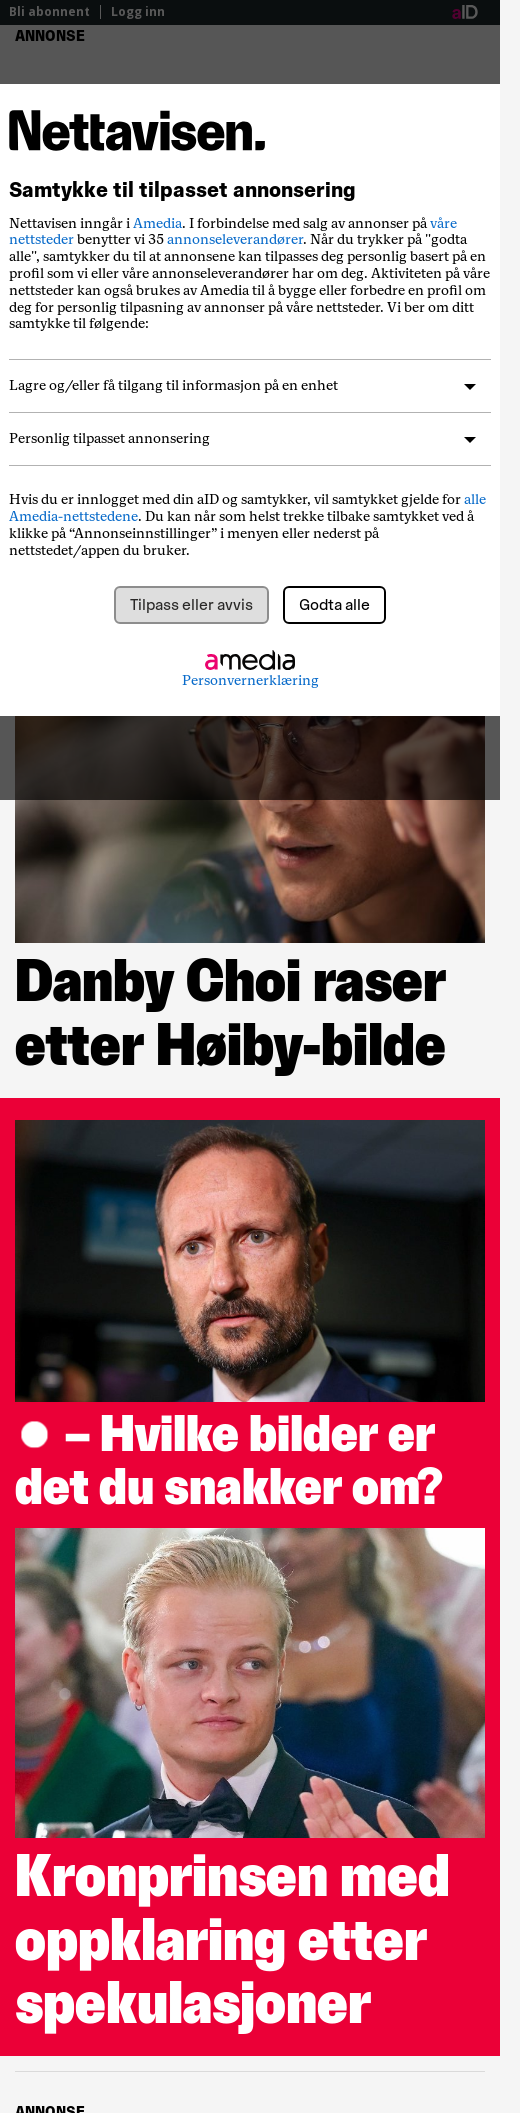 Bli abonnent | Logg inn
aID
ANNONSE
Nettavisen.
Samtykke til tilpasset annonsering
Nettavisen inngår i Amedia. I forbindelse med salg av annonser på våre
nettsteder benytter vi 35 annonseleverandører. Når du trykker på "godta
alle", samtykker du til at annonsene kan tilpasses deg personlig basert på en
profil som vi eller våre annonseleverandører har om deg. Aktiviteten på våre
nettsteder kan også brukes av Amedia til å bygge eller forbedre en profil om
deg for personlig tilpasning av annonser på våre nettsteder. Vi ber om ditt
samtykke til følgende:
Lagre og/eller få tilgang til informasjon på en enhet
Personlig tilpasset annonsering
Hvis du er innlogget med din aID og samtykker, vil samtykket gjelde for alle
Amedia-nettstedene. Du kan når som helst trekke tilbake samtykket ved å
klikke på “Annonseinnstillinger” i menyen eller nederst på
nettstedet/appen du bruker.
Tilpass eller avvis
Godta alle
amedia
Personvernerklæring
Danby Choi raser
etter Høiby-bilde
– Hvilke bilder er
det du snakker om?
Kronprinsen med
oppklaring etter
spekulasjoner
ANNONSE